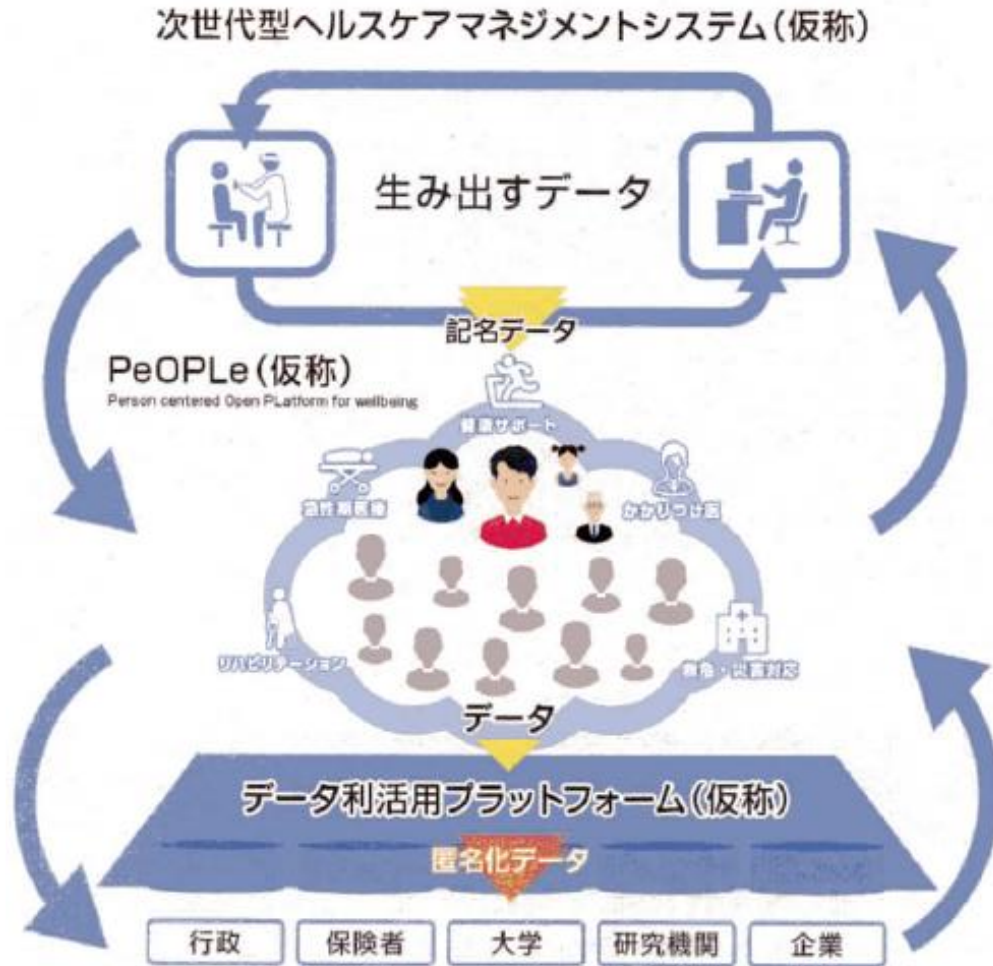 次世代型ヘルスケアマネジメントシステム(仮称)
生み出すデータ
記名データ
PeOPLe(仮称)
Person centered Open PLatform for wellbeing
健康サポート
急性期医療
かかりつけ医
リハビリテーション
救急・災害対応
データ
データ利活用プラットフォーム(仮称)
匿名化データ
行政
保険者
大学
研究機関
企業